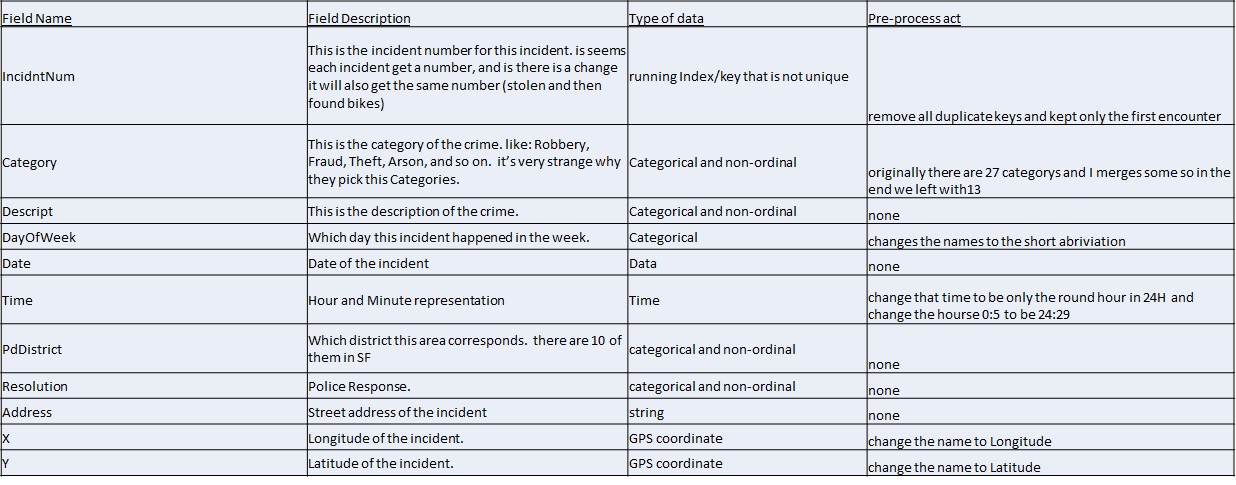 Field Name
Field Description
Type of data
Pre-process act
IncidntNum
This is the incident number for this incident. is seems
each incident get a number, and is there is a change
it will also get the same number (stolen and then
found bikes)
running Index/key that is not unique
remove all duplicate keys and kept only the first encounter
Category
This is the category of the crime. like: Robbery,
Fraud, Theft, Arson, and so on. it's very strange why
they pick this Categories.
Categorical and non-ordinal
originally there are 27 categorys and I merges some so in the
end we left with13
Descript
This is the description of the crime.
Categorical and non-ordinal
none
DayOfWeek
Which day this incident happened in the week.
Categorical
changes the names to the short abriviation
Date
Date of the incident
Data
none
Time
Hour and Minute representation
Time
change that time to be only the round hour in 24H and
change the hourse 0:5 to be 24:29
PdDistrict
Which district this area corresponds. there are 10 of
them in SF
categorical and non-ordinal
none
Resolution
Police Response.
categorical and non-ordinal
none
Address
Street address of the incident
string
none
X
Longitude of the incident.
GPS coordinate
change the name to Longitude
Y
Latitude of the incident.
GPS coordinate
change the name to Latitude